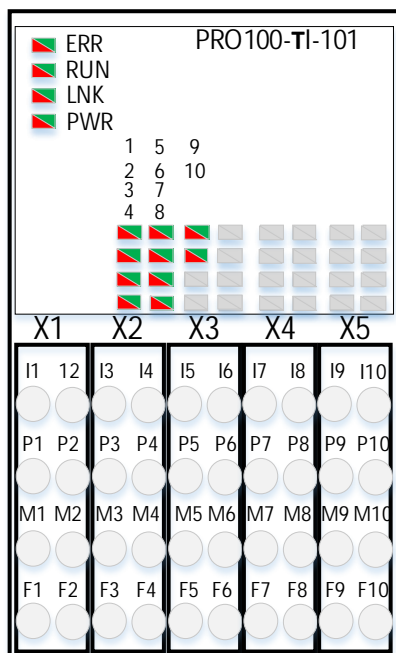 ERR PRO100-TI-101
RUN
LNK
PWR
1 5 9
2 6 10
3 7
4 8
X1 X2 X3 X4 X5
I1 12 I3 I4 I5 I6 I7 I8 I9 I10
P1 P2 P3 P4 P5 P6 P7 P8 P9 P10
M1 M2 M3 M4 M5 M6 M7 M8 M9 M10
F1 F2 F3 F4 F5 F6 F7 F8 F9 F10